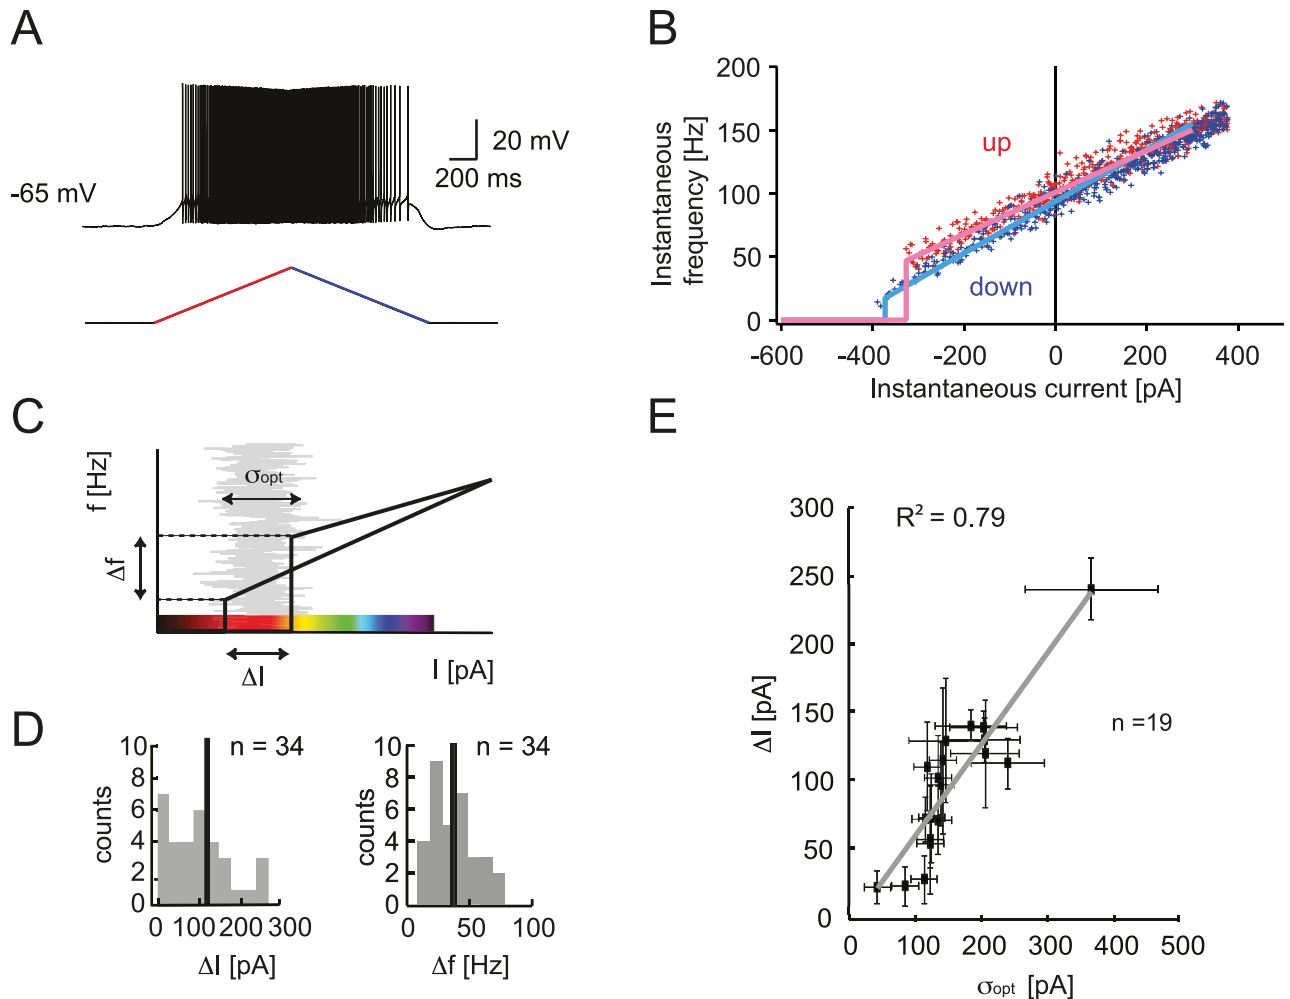 A
-65 mV
20 mV
200 ms
B
200
150
100
50
0
Instantaneous
frequency [Hz]
up
down
-600
-400
-200
0
200
400
Instantaneous current [pA]
C
f [Hz]
σopt
Δf
ΔI
I [pA]
D
10
8
6
4
2
0
counts
n = 34
0
100
200
300
ΔI [pA]
10
8
6
4
2
0
counts
n = 34
0
50
100
Δf [Hz]
E
300
250
200
150
100
50
0
ΔI [pA]
R² = 0.79
n =19
0
100
200
300
400
500
σopt [pA]